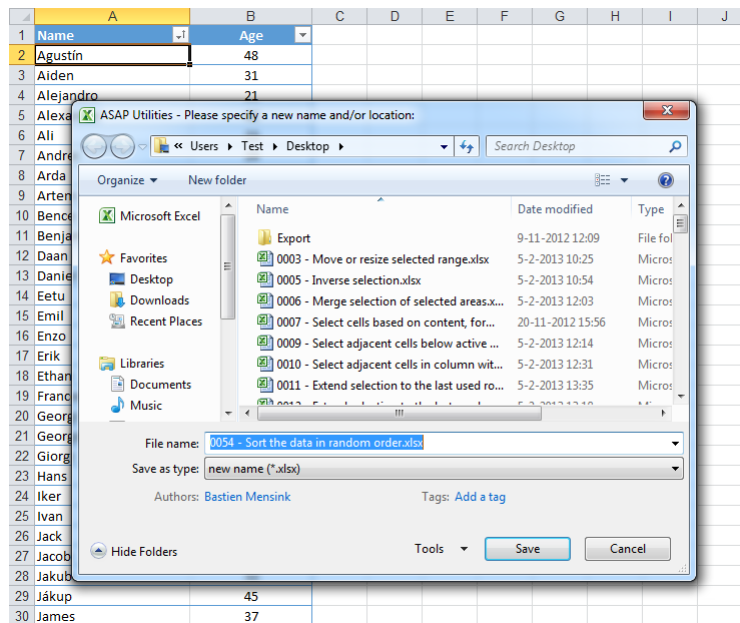 A B C D E F G H I J
1 Name Age
2 Agustín 48
3 Aiden 31
4 Alejandro 21
ASAP Utilities - Please specify a new name and/or location:
5 Alexa
6 Ali
« Users Test Desktop Search Desktop
7 Andre
8 Arda
Organize New folder
9 Artem
Name Date modified Type
10 Bence
Microsoft Excel
11 Benja
Export 9-11-2012 12:09 File fol
12 Daan
Favorites 0003 - Move or resize selected range.xlsx 5-2-2013 10:25 Micros
13 Danie
Desktop 0005 - Inverse selection.xlsx 5-2-2013 10:54 Micros
14 Eetu
Downloads 0006 - Merge selection of selected areas.x... 5-2-2013 12:03 Micros
15 Emil
Recent Places 0007 - Select cells based on content, for... 20-11-2012 15:56 Micros
16 Enzo
0009 - Select adjacent cells below active ... 5-2-2013 12:14 Micros
17 Erik
Libraries 0010 - Select adjacent cells in column wit... 5-2-2013 12:31 Micros
18 Ethan
Documents 0011 - Extend selection to the last used ro... 5-2-2013 13:35 Micros
19 Franc
Music
20 Georg
21 Georg
File name: 0054 - Sort the data in random order.xlsx
22 Giorg
Save as type: new name (*.xlsx)
23 Hans
24 Iker
Authors: Bastien Mensink Tags: Add a tag
25 Ivan
26 Jack
Hide Folders Tools Save Cancel
27 Jacob
28 Jakub
29 Jákup 45
30 James 37